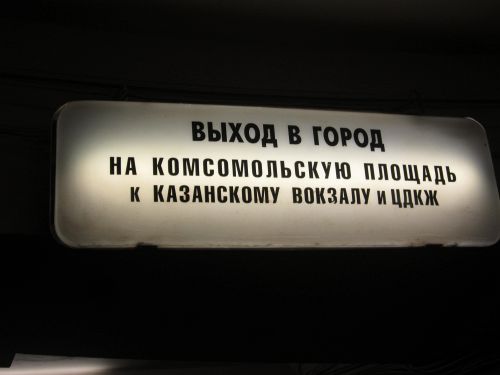 ВЫХОД В ГОРОД
НА КОМСОМОЛЬСКУЮ ПЛОЩАДЬ
К КАЗАНСКОМУ ВОКЗАЛУ И ЦДКЖ